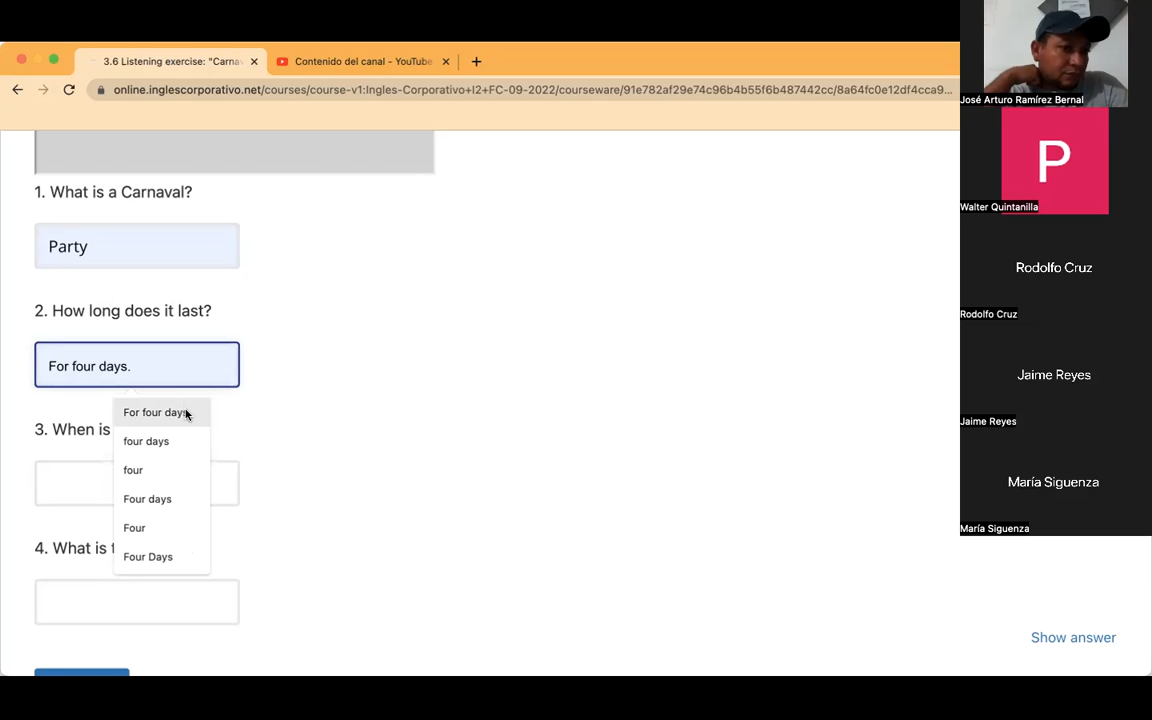 3.6 Listening exercise: "Carna
Contenido del canal - YouTube
online.inglescorporativo.net/courses/course-v1:Ingles-Corporativo+I2+FC-09-2022/courseware/91e782af29e74c96b4b55f6b487442cc/8a64fc0e12df4cca9...
1. What is a Carnaval?
Party
2. How long does it last?
For four days.
For four days
four days
four
Four days
Four
Four Days
3. When is
4. What is t
Show answer
José Arturo Ramírez Bernal
P
Walter Quintanilla
Rodolfo Cruz
Rodolfo Cruz
Jaime Reyes
Jaime Reyes
María Siguenza
María Siguenza